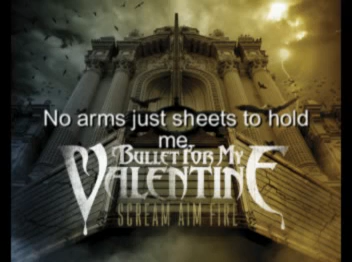 No arms just sheets to hold
me.
BULLET FOR MY
VALENTINE
SCREAM AIM FIRE